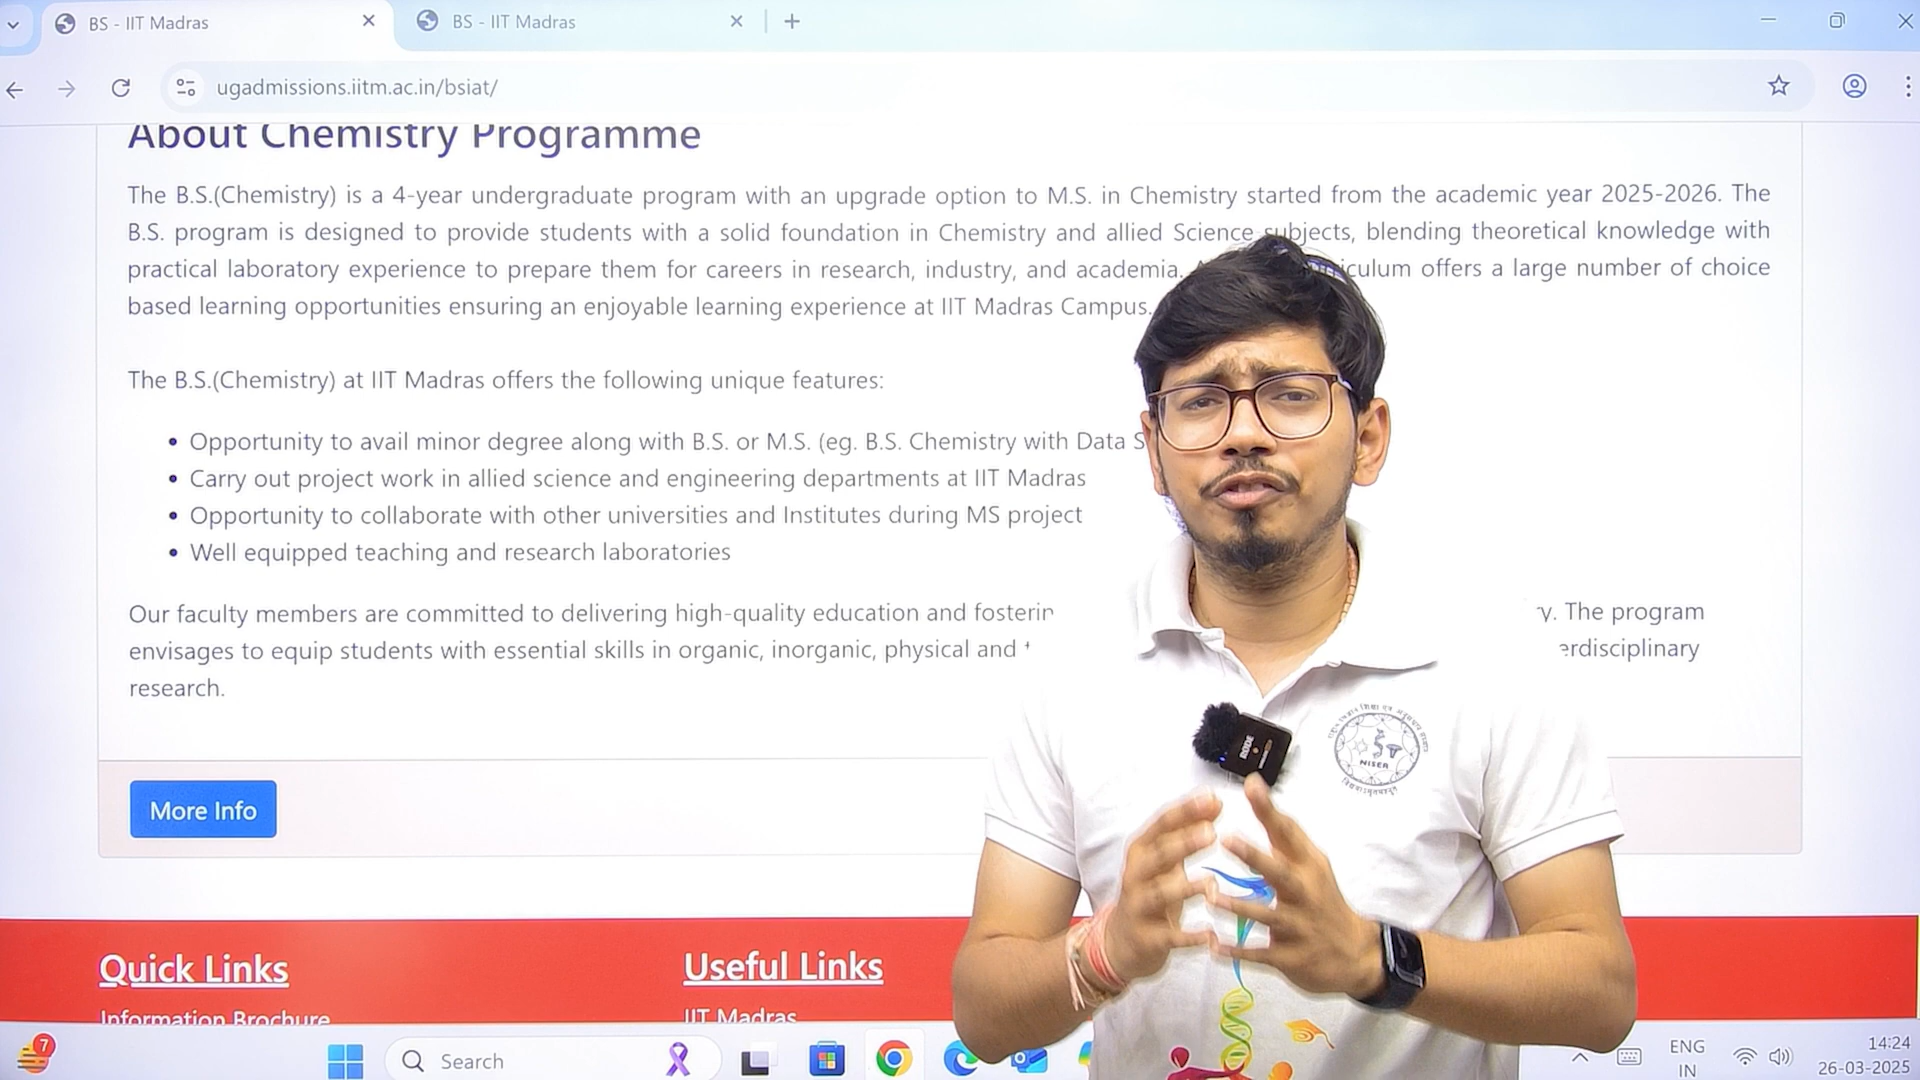 BS - IIT Madras
BS - IIT Madras
ugadmissions.iitm.ac.in/bsiat/
About Chemistry Programme
The B.S.(Chemistry) is a 4-year undergraduate program with an upgrade option to M.S. in Chemistry started from the academic year 2025-2026. The
B.S. program is designed to provide students with a solid foundation in Chemistry and allied Science subjects, blending theoretical knowledge with
practical laboratory experience to prepare them for careers in research, industry, and academia. offers a large number of choice
based learning opportunities ensuring an enjoyable learning experience at IIT Madras Campus.
The B.S.(Chemistry) at IIT Madras offers the following unique features:
• Opportunity to avail minor degree along with B.S. or M.S. (eg. B.S. Chemistry with Data
• Carry out project work in allied science and engineering departments at IIT Madras
• Opportunity to collaborate with other universities and Institutes during MS project
• Well equipped teaching and research laboratories
Our faculty members are committed to delivering high-quality education and The program
envisages to equip students with essential skills in organic, inorganic, physical and
research.
RODE
NISER
More Info
Quick Links
Useful Links
Information Brochure
IIT Madras
7
Search
ENG
IN
14:24
26-03-2025